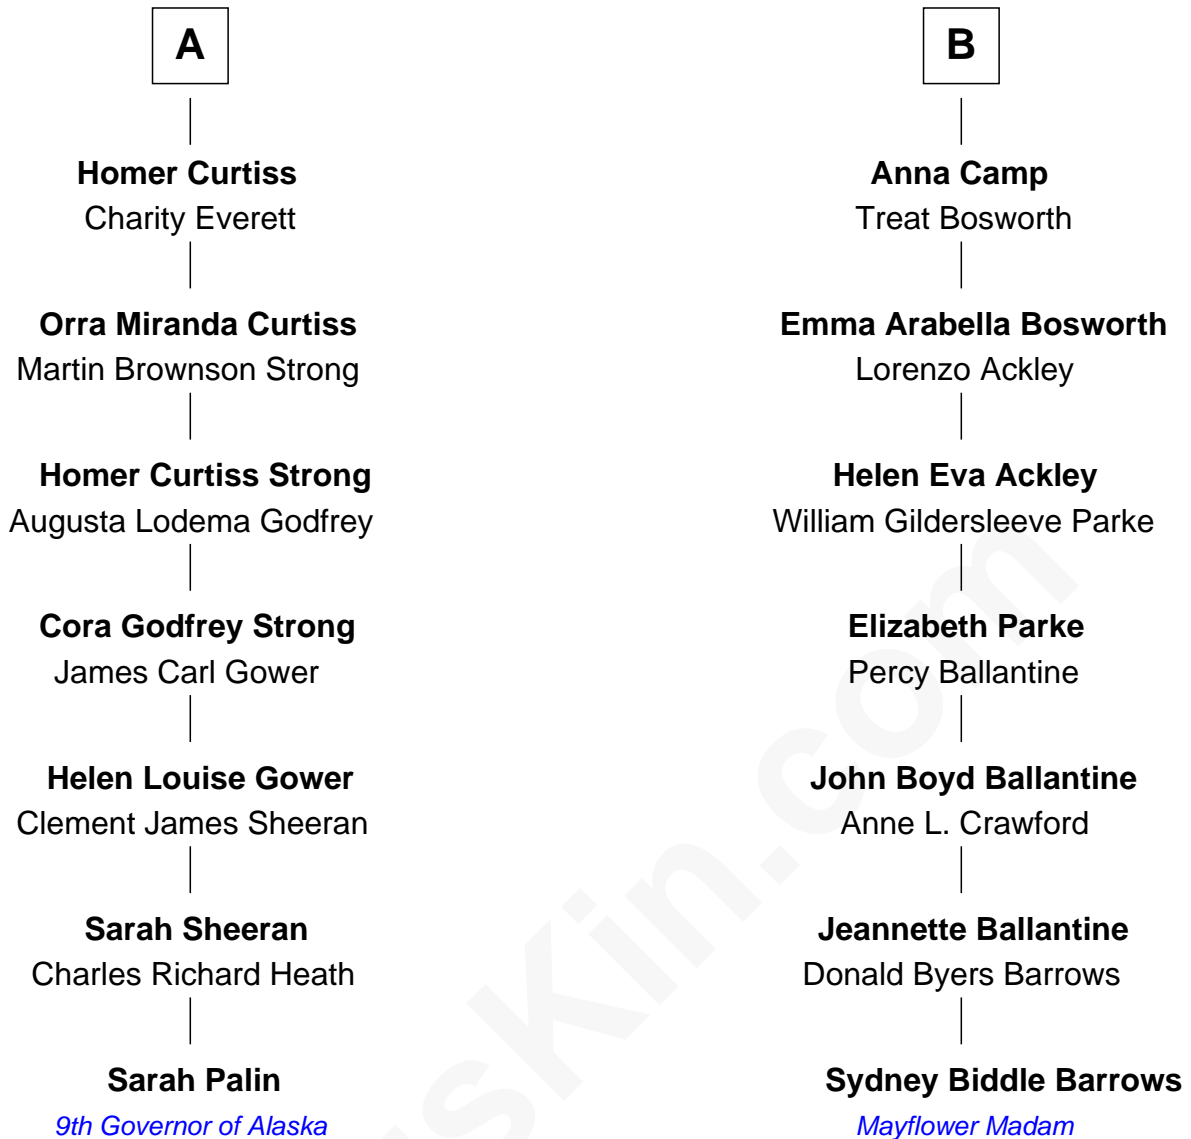 A
Homer Curtiss
Charity Everett
Orra Miranda Curtiss
Martin Brownson Strong
Homer Curtiss Strong
Augusta Lodema Godfrey
Cora Godfrey Strong
James Carl Gower
Helen Louise Gower
Clement James Sheeran
Sarah Sheeran
Charles Richard Heath
Sarah Palin
9th Governor of Alaska
B
Anna Camp
Treat Bosworth
Emma Arabella Bosworth
Lorenzo Ackley
Helen Eva Ackley
William Gildersleeve Parke
Elizabeth Parke
Percy Ballantine
John Boyd Ballantine
Anne L. Crawford
Jeannette Ballantine
Donald Byers Barrows
Sydney Biddle Barrows
Mayflower Madam